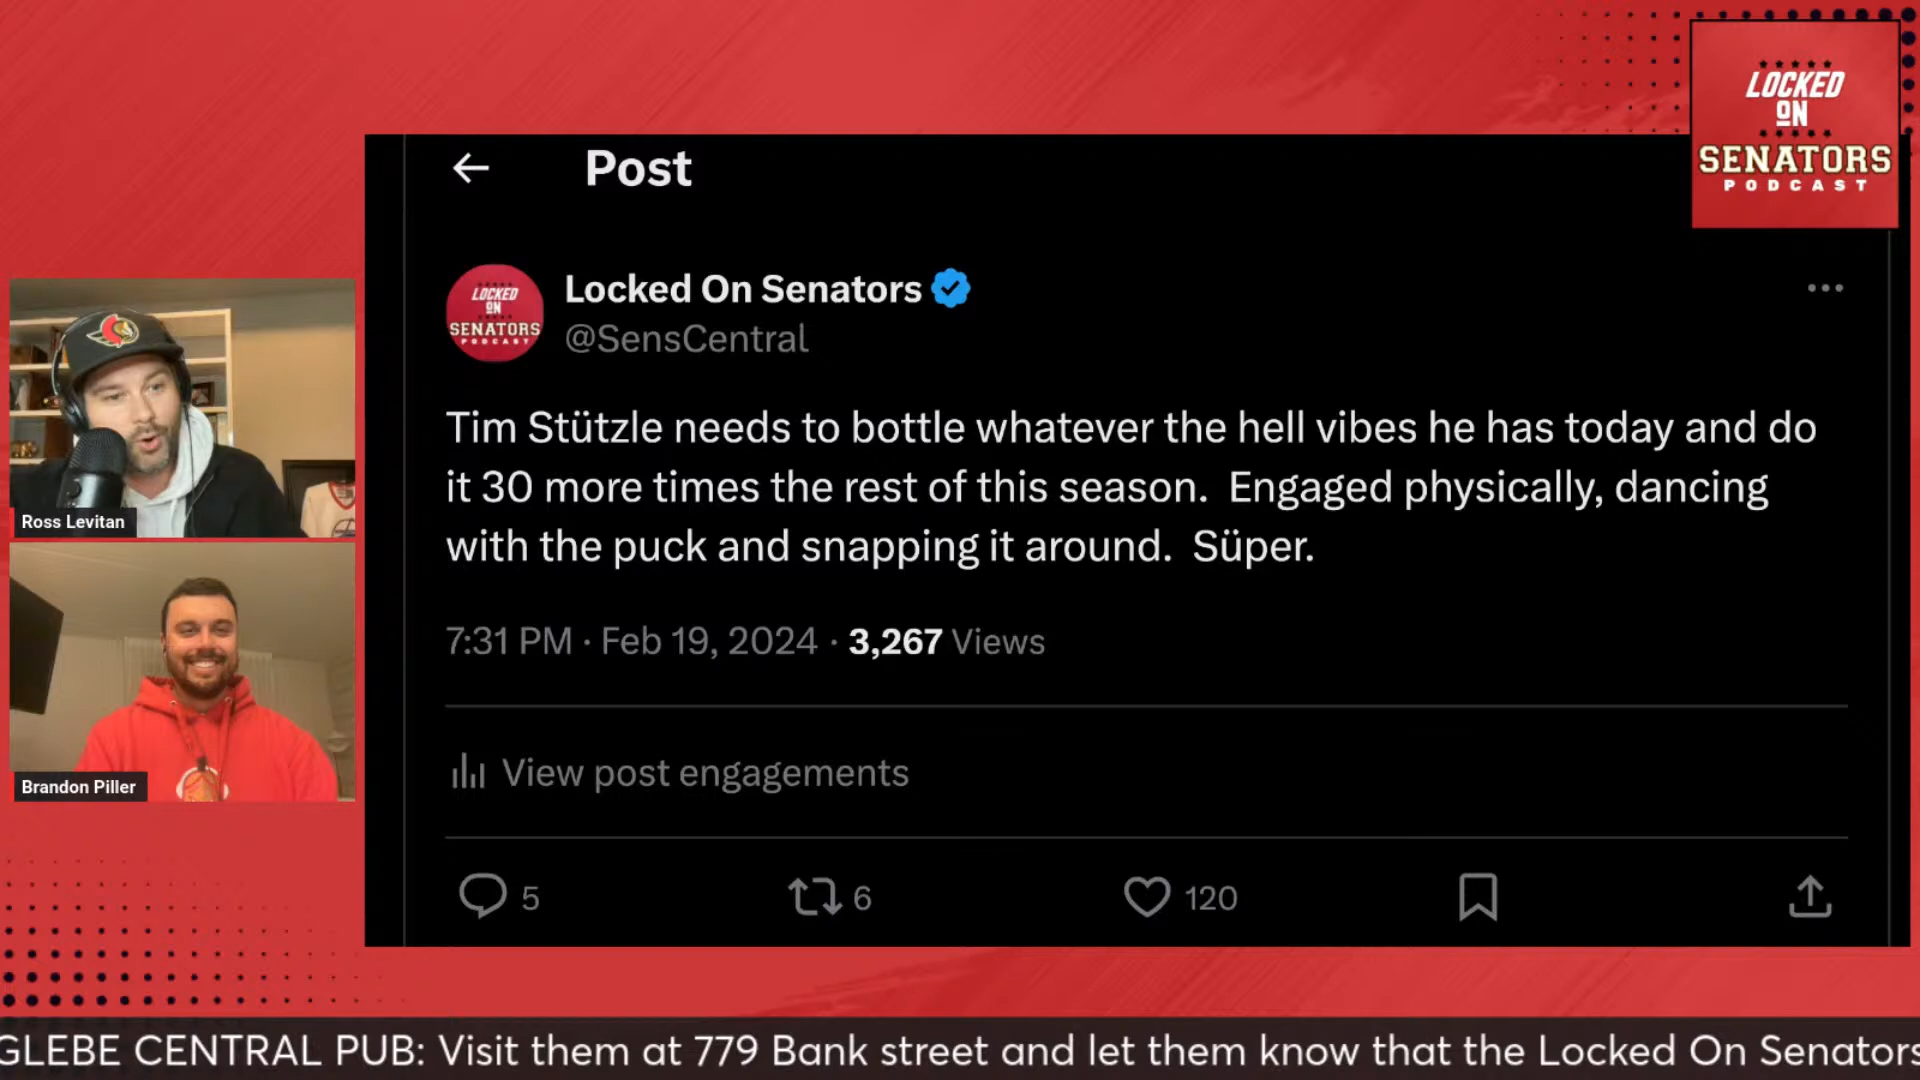 LOCKED
ON
SENATORS
PODCAST
Post
LOCKED
ON
SENATORS
PODCAST
Locked On Senators
@SensCentral
Tim Stützle needs to bottle whatever the hell vibes he has today and do
it 30 more times the rest of this season. Engaged physically, dancing
with the puck and snapping it around. Süper.
7:31 PM · Feb 19, 2024 · 3,267 Views
View post engagements
5
6
120
Ross Levitan
Brandon Piller
GLEBE CENTRAL PUB: Visit them at 779 Bank street and let them know that the Locked On Senators